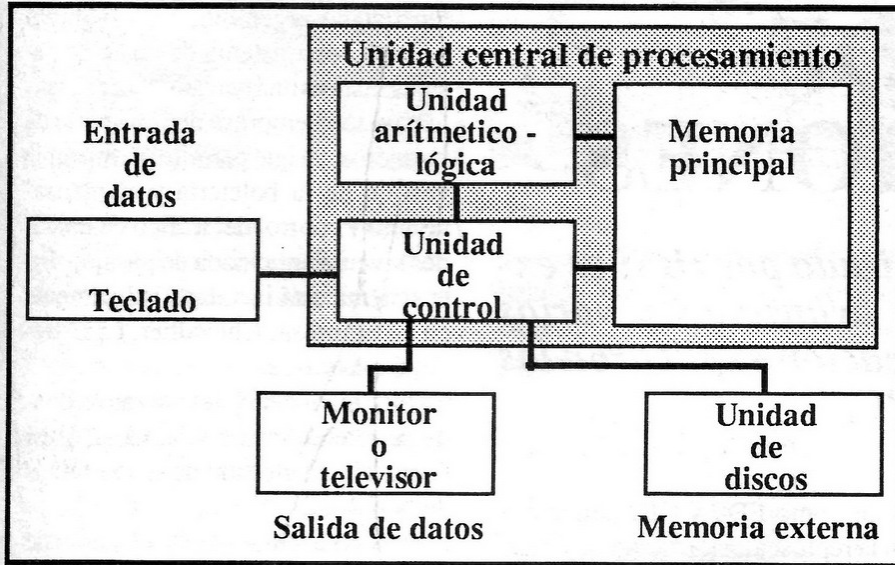 Unidad central de procesamiento
Unidad
arítmetico -
lógica
Memoria
principal
Entrada
de
datos
Teclado
Unidad
de
control
Monitor
o
televisor
Salida de datos
Unidad
de
discos
Memoria externa